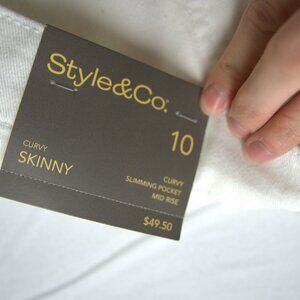 Style&Co.
10
CURVY
SKINNY
CURVY
SLIMMING POCKET
MID RISE
$49.50